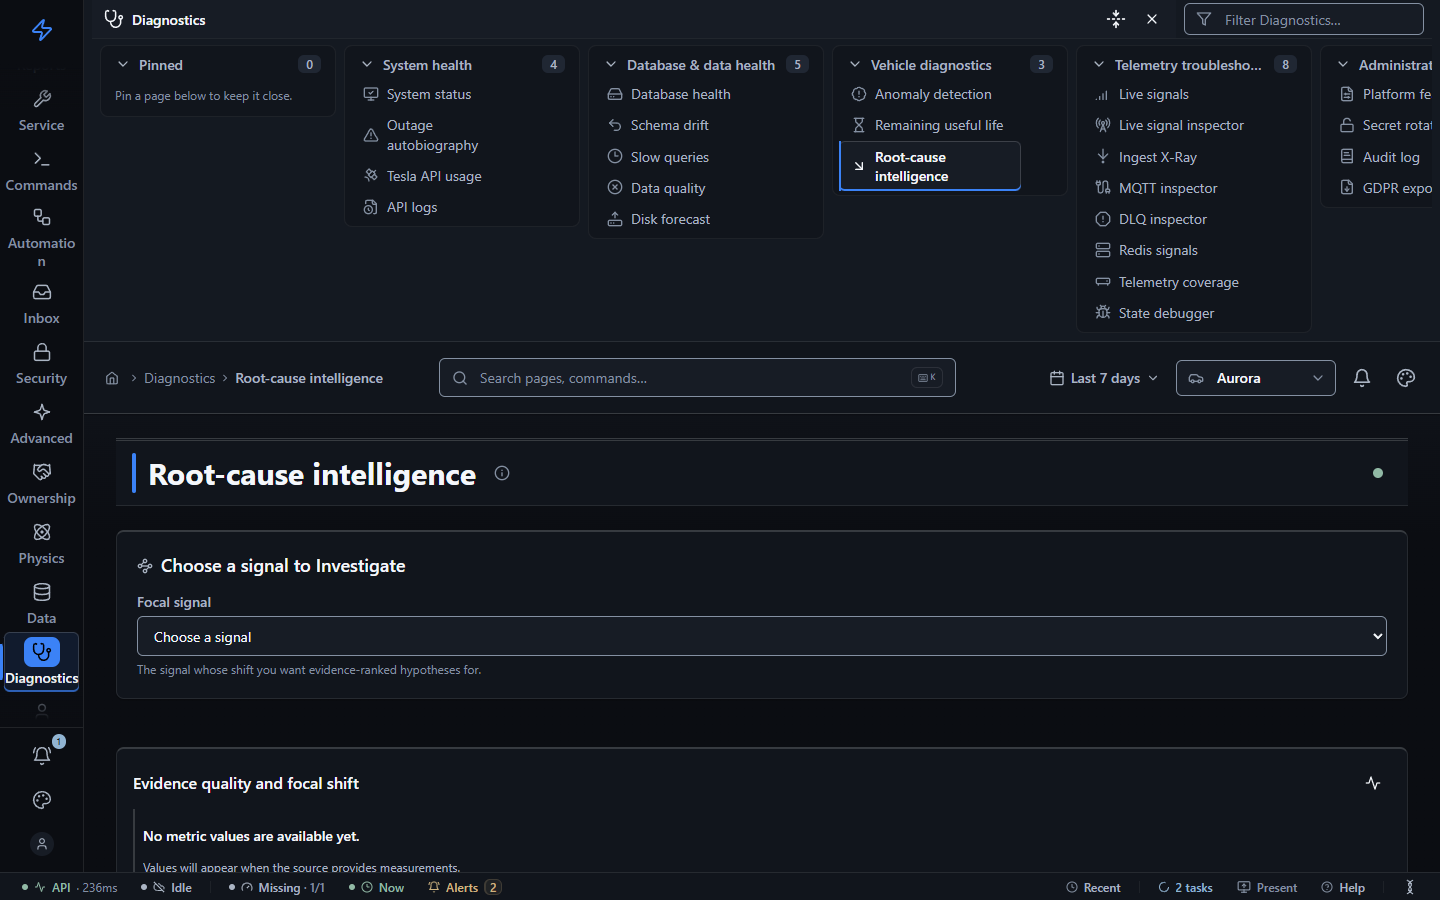 Diagnostics
Filter Diagnostics...
Pinned 0
Pin a page below to keep it close.
System health 4
System status
Outage
autobiography
Tesla API usage
API logs
Database & data health 5
Database health
Schema drift
Slow queries
Data quality
Disk forecast
Vehicle diagnostics 3
Anomaly detection
Remaining useful life
Root-cause
intelligence
Telemetry troublesho... 8
Live signals
Live signal inspector
Ingest X-Ray
MQTT inspector
DLQ inspector
Redis signals
Telemetry coverage
State debugger
Administrat
Platform fe
Secret rotat
Audit log
GDPR expo
Service
Commands
Automatio
n
Inbox
Security
Advanced
Ownership
Physics
Data
Diagnostics
1
Diagnostics
Root-cause intelligence
Search pages, commands...
K
Last 7 days
Aurora
Root-cause intelligence
Choose a signal to Investigate
Focal signal
Choose a signal
The signal whose shift you want evidence-ranked hypotheses for.
Evidence quality and focal shift
No metric values are available yet.
Values will appear when the source provides measurements.
API · 236ms
Idle
Missing · 1/1
Now
Alerts 2
Recent
2 tasks
Present
Help